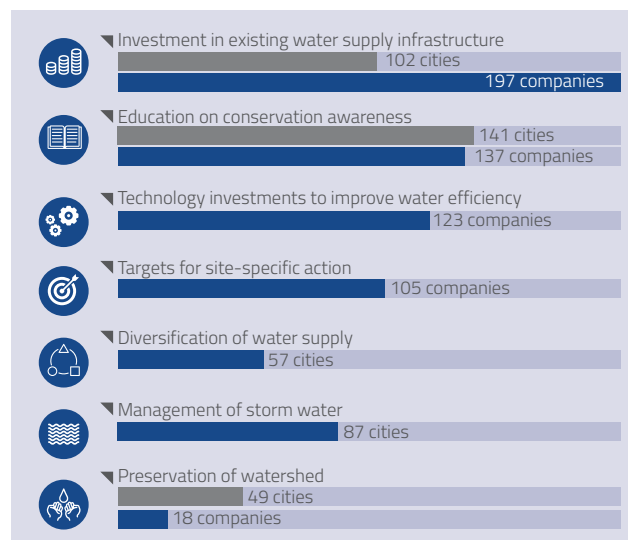 Investment in existing water supply infrastructure
102 cities
197 companies
Education on conservation awareness
141 cities
137 companies
Technology investments to improve water efficiency
123 companies
Targets for site-specific action
105 companies
Diversification of water supply
57 cities
Management of storm water
87 cities
Preservation of watershed
49 cities
18 companies